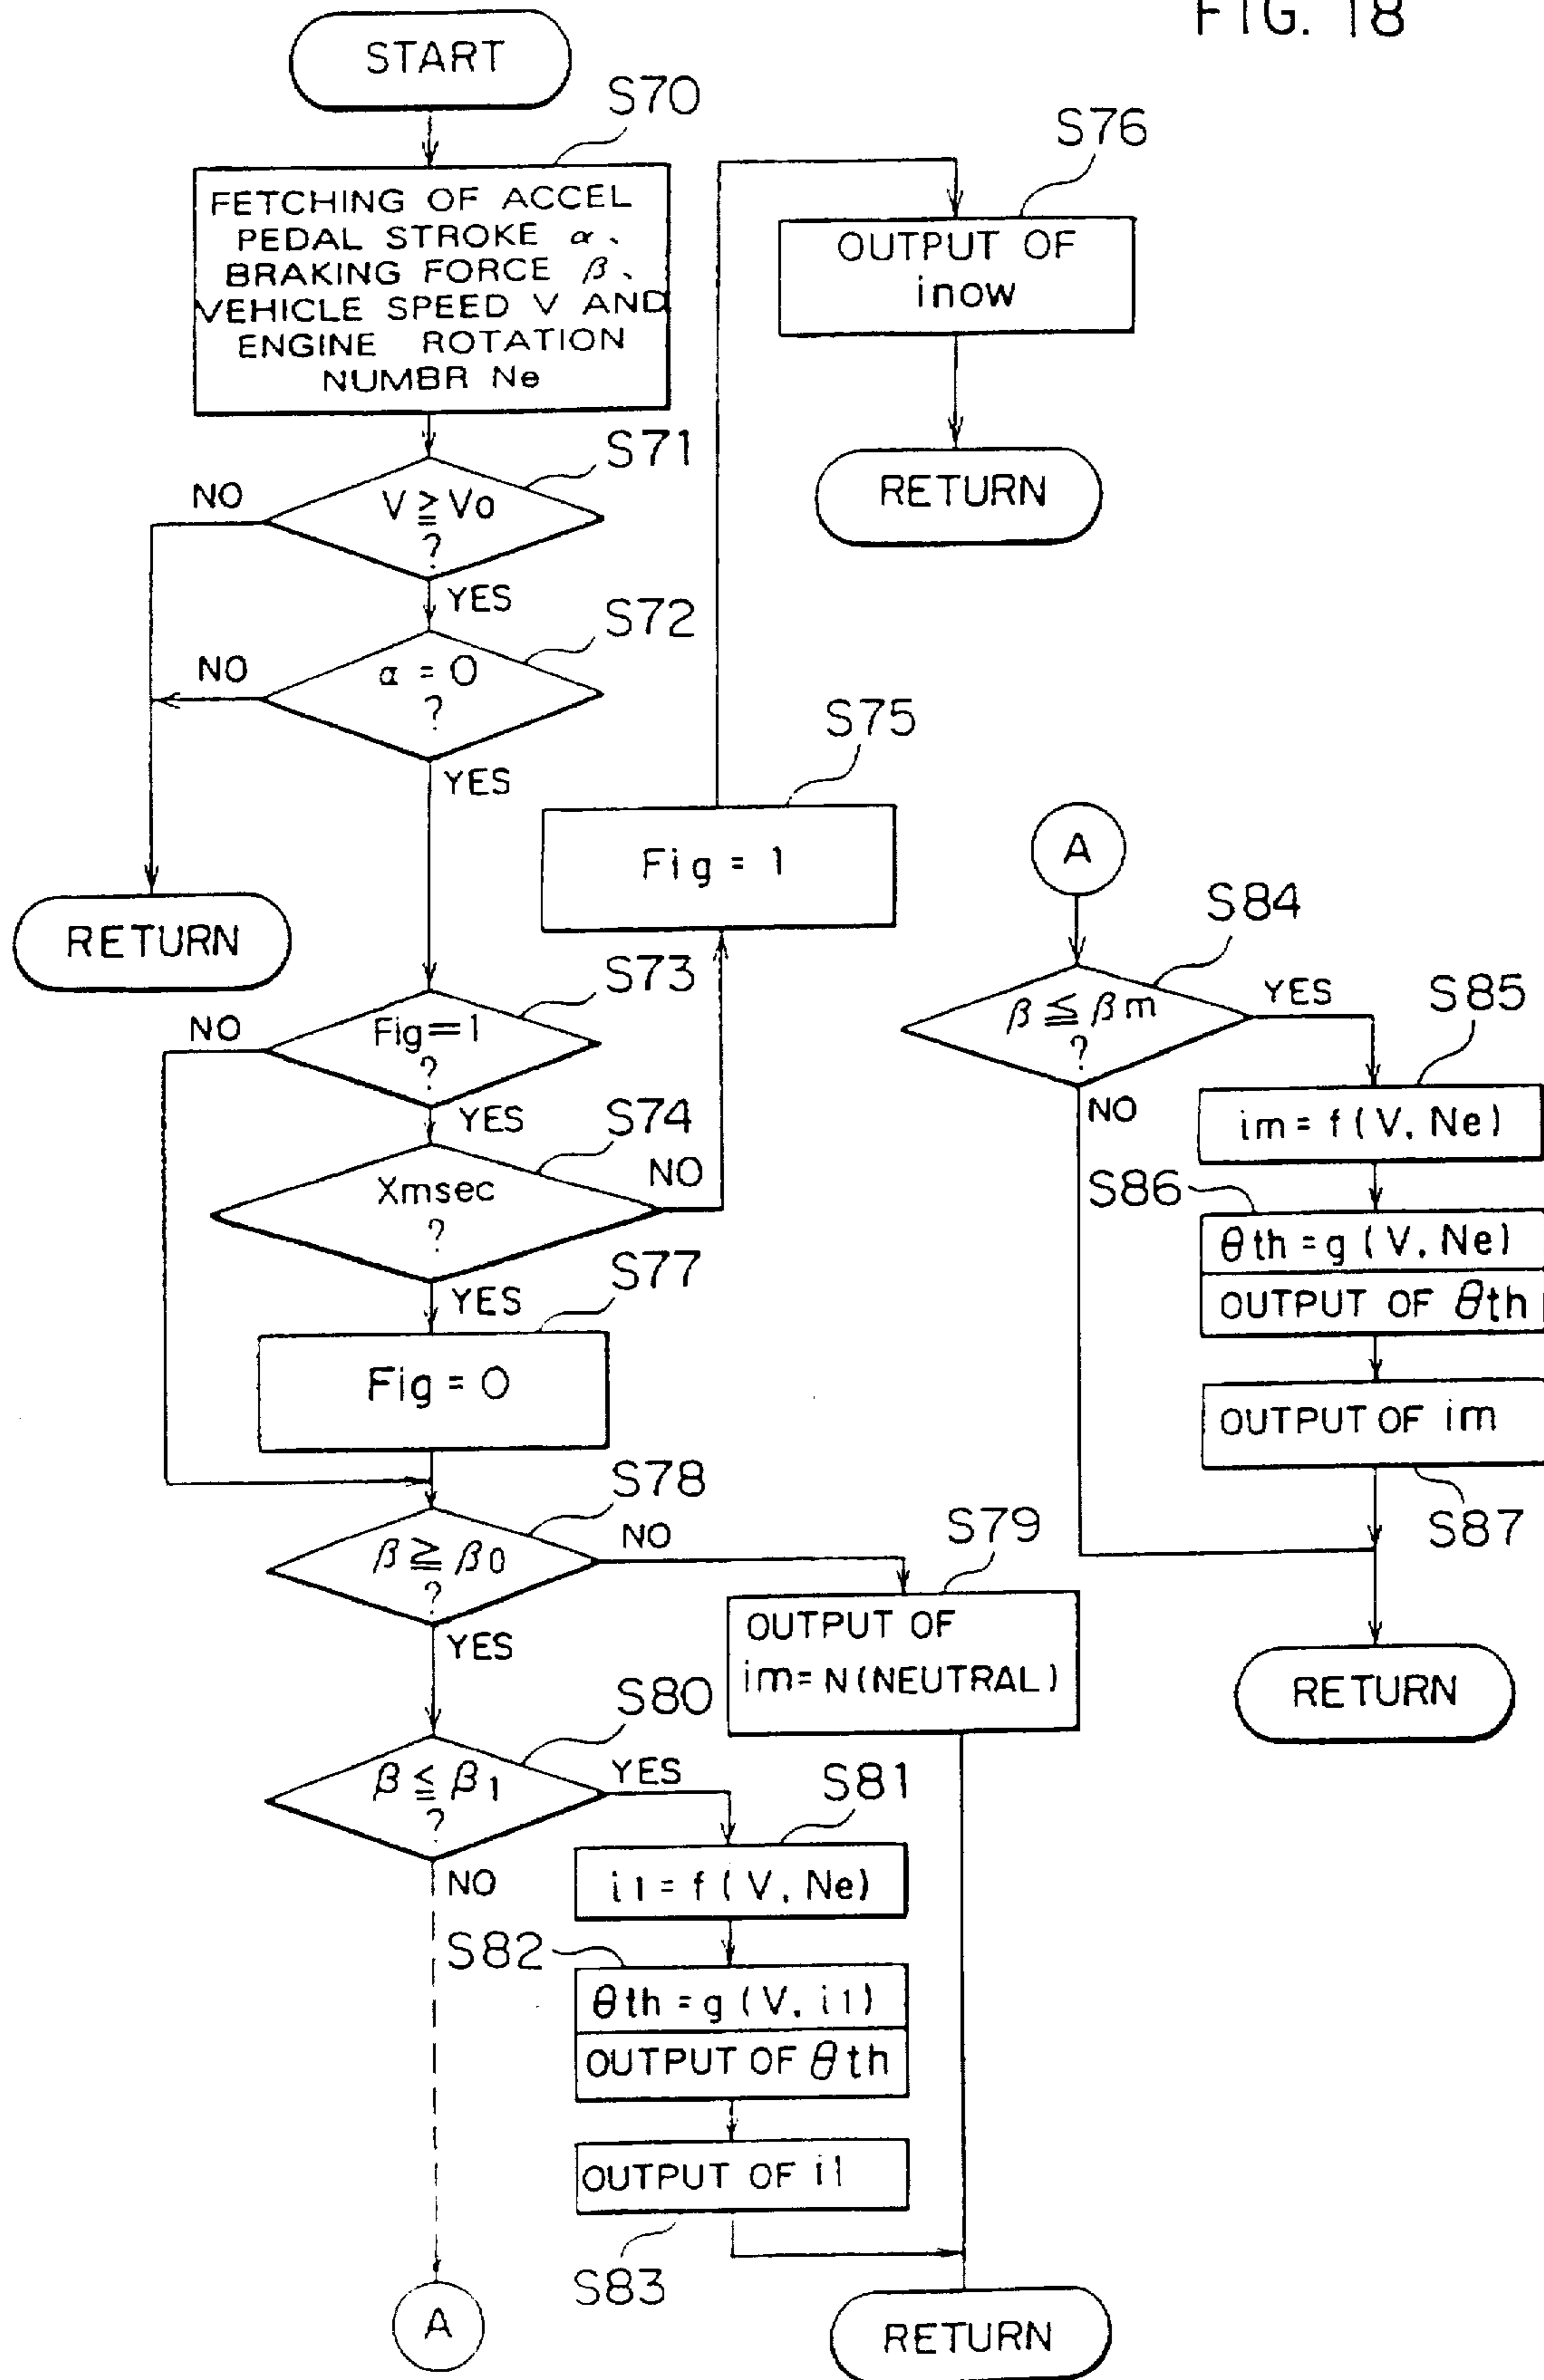 FIG. 18
START
S70
FETCHING OF ACCEL
PEDAL STROKE α、
BRAKING FORCE β、
VEHICLE SPEED V AND
ENGINE ROTATION
NUMBR Ne
S71
V ≧ Vo
?
NO
YES
S72
α = 0
?
NO
YES
RETURN
S73
Fig=1
?
NO
YES
S74
Xmsec
?
NO
YES
S75
Fig = 1
S76
OUTPUT OF
inow
RETURN
S77
Fig = 0
S78
β ≧ β0
?
NO
YES
S79
OUTPUT OF
im=N(NEUTRAL)
S80
β ≦ β1
?
YES
NO
S81
i1 = f ( V, Ne)
S82
θth = g ( V, i1)
OUTPUT OF θth
OUTPUT OF i1
S83
A
RETURN
A
S84
β ≦ βm
?
YES
NO
S85
im = f ( V, Ne)
S86
θth = g ( V, Ne)
OUTPUT OF θth
OUTPUT OF im
S87
RETURN